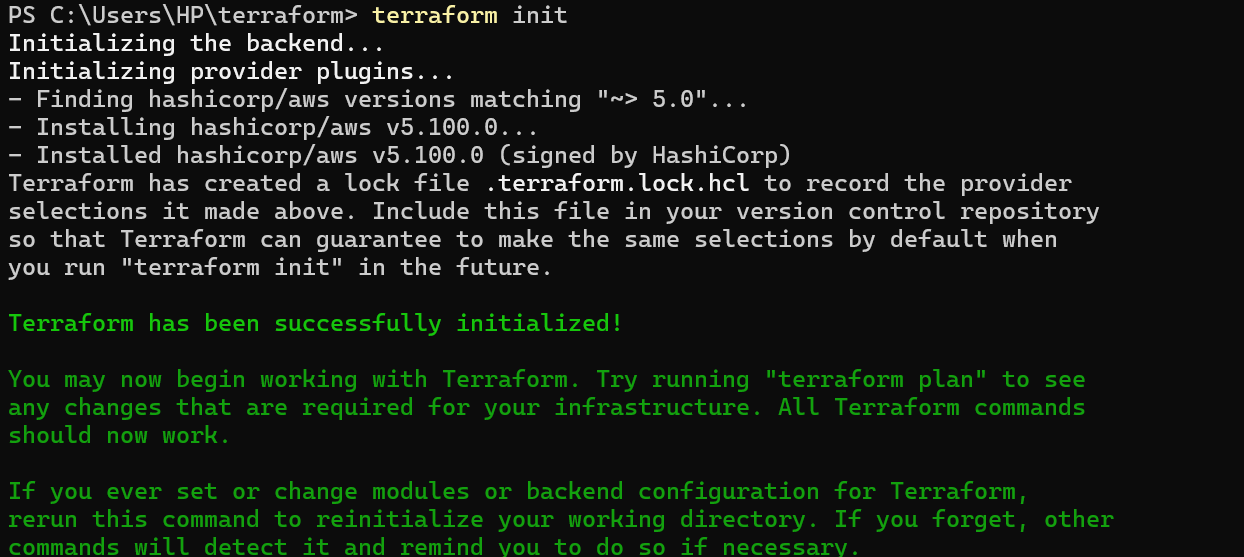 PS C:\Users\HP\terraform> terraform init
Initializing the backend...
Initializing provider plugins...
- Finding hashicorp/aws versions matching "~> 5.0"...
- Installing hashicorp/aws v5.100.0...
- Installed hashicorp/aws v5.100.0 (signed by HashiCorp)
Terraform has created a lock file .terraform.lock.hcl to record the provider
selections it made above. Include this file in your version control repository
so that Terraform can guarantee to make the same selections by default when
you run "terraform init" in the future.
Terraform has been successfully initialized!
You may now begin working with Terraform. Try running "terraform plan" to see
any changes that are required for your infrastructure. All Terraform commands
should now work.
If you ever set or change modules or backend configuration for Terraform,
rerun this command to reinitialize your working directory. If you forget, other
commands will detect it and remind you to do so if necessary.